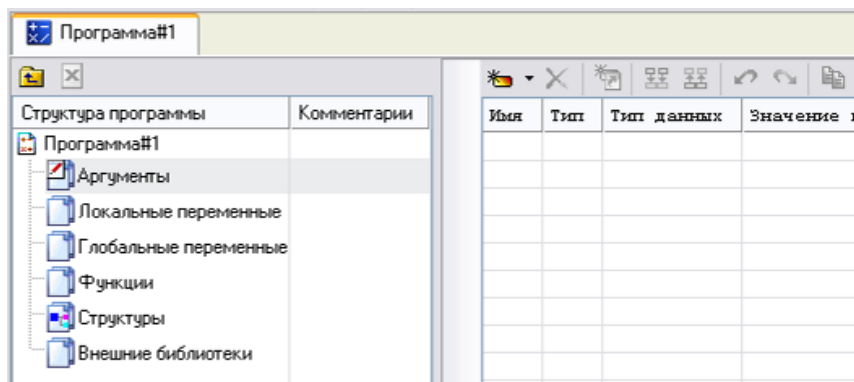 Программа#1
Структура программы Комментарии
Программа#1
Аргументы
Локальные переменные
Глобальные переменные
Функции
Структуры
Внешние библиотеки
Имя Тип Тип данных Значение